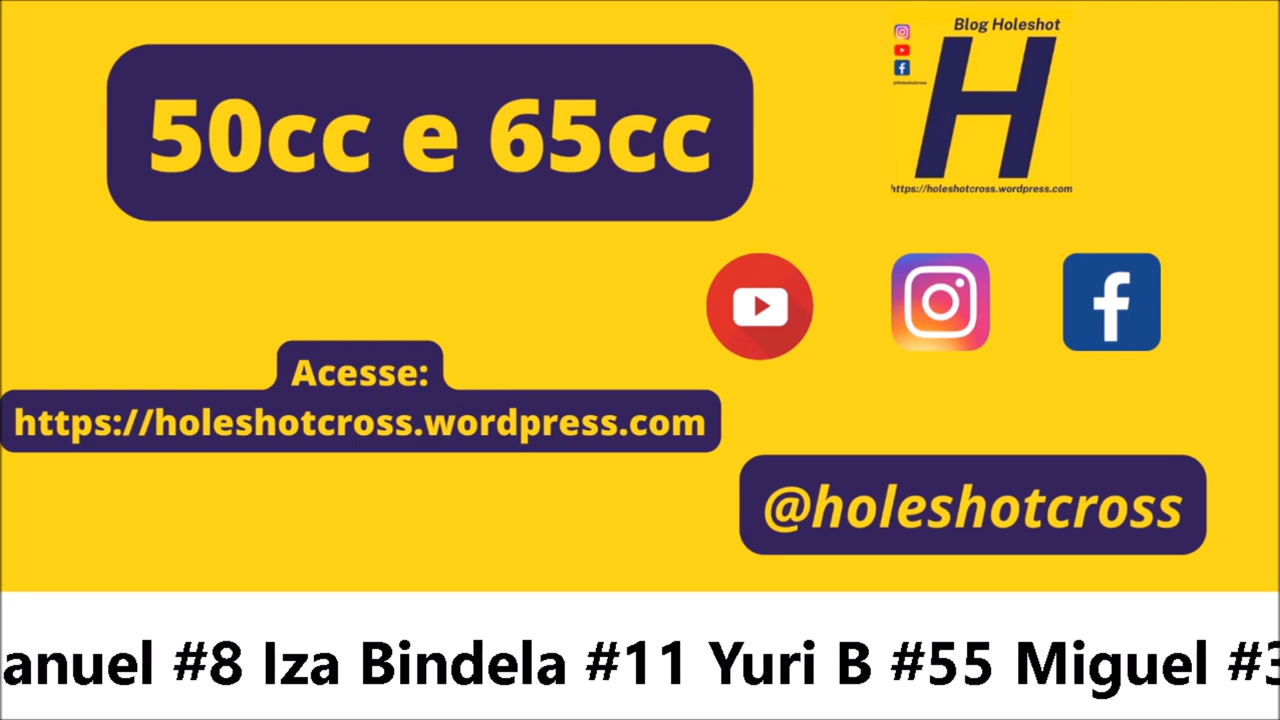 Blog Holeshot
50cc e 65cc
H
@holeshotcross
https://holeshotcross.wordpress.com
Acesse:
https://holeshotcross.wordpress.com
@holeshotcross
anuel #8 Iza Bindela #11 Yuri B #55 Miguel #3